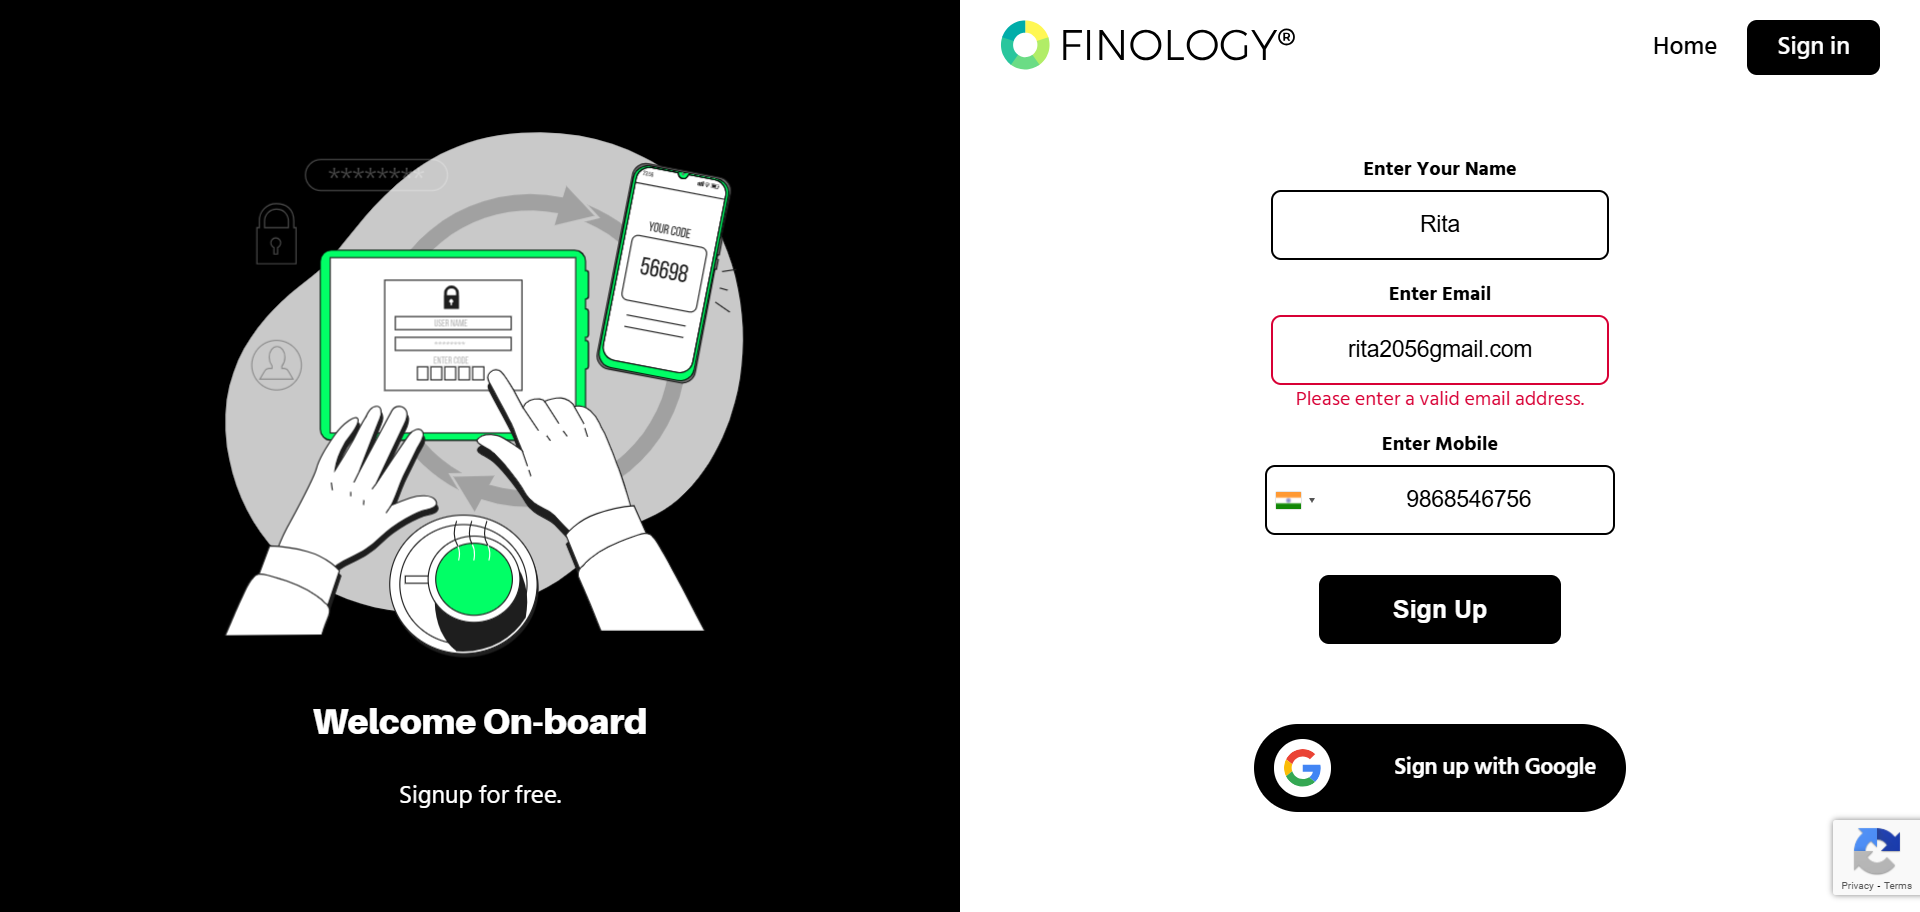 FINOLOGY®
Home
Sign in
********
YOUR CODE
56698
USER NAME
********
ENTER CODE
Welcome On-board
Signup for free.
Enter Your Name
Rita
Enter Email
rita2056gmail.com
Please enter a valid email address.
Enter Mobile
9868546756
Sign Up
Sign up with Google
Privacy - Terms